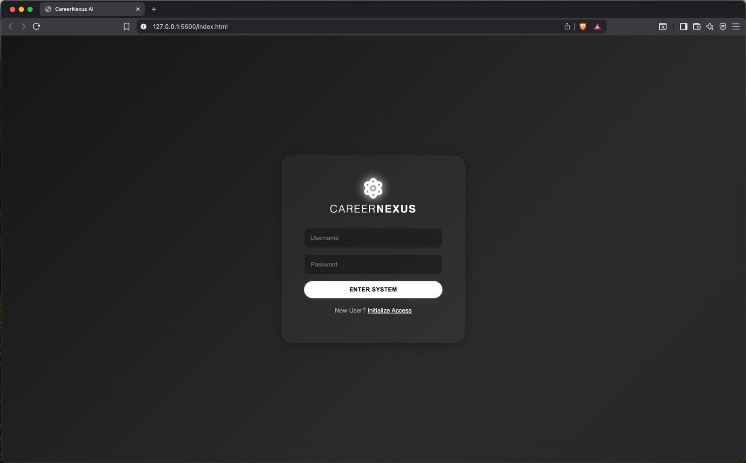 CareerNexus AI
127.0.0.1:5500/index.html
CAREERNEXUS
Username
Password
ENTER SYSTEM
New User? Initialize Access